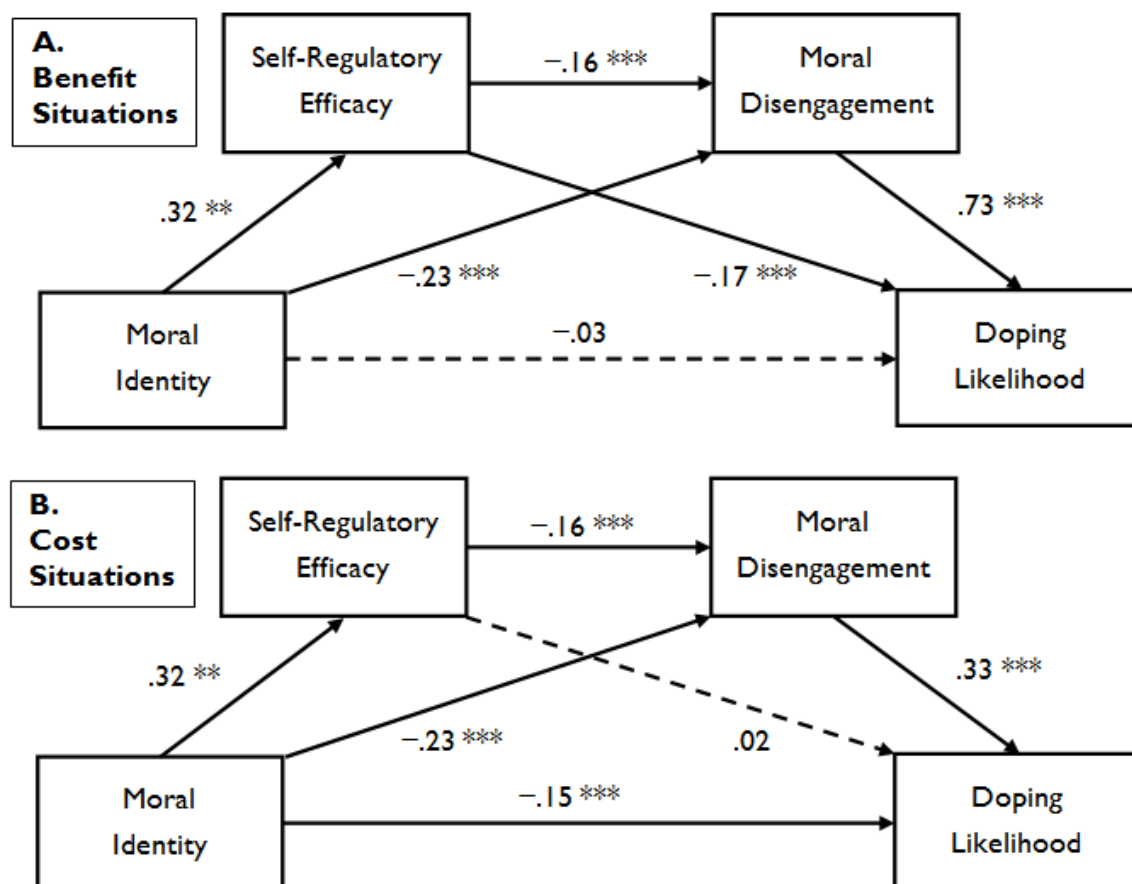 A.
Benefit
Situations
Self-Regulatory
Efficacy
−.16 ***
Moral
Disengagement
.32 **
−.23 ***
−.17 ***
.73 ***
Moral
Identity
−.03
Doping
Likelihood
B.
Cost
Situations
Self-Regulatory
Efficacy
−.16 ***
Moral
Disengagement
.32 **
−.23 ***
.02
.33 ***
Moral
Identity
−.15 ***
Doping
Likelihood